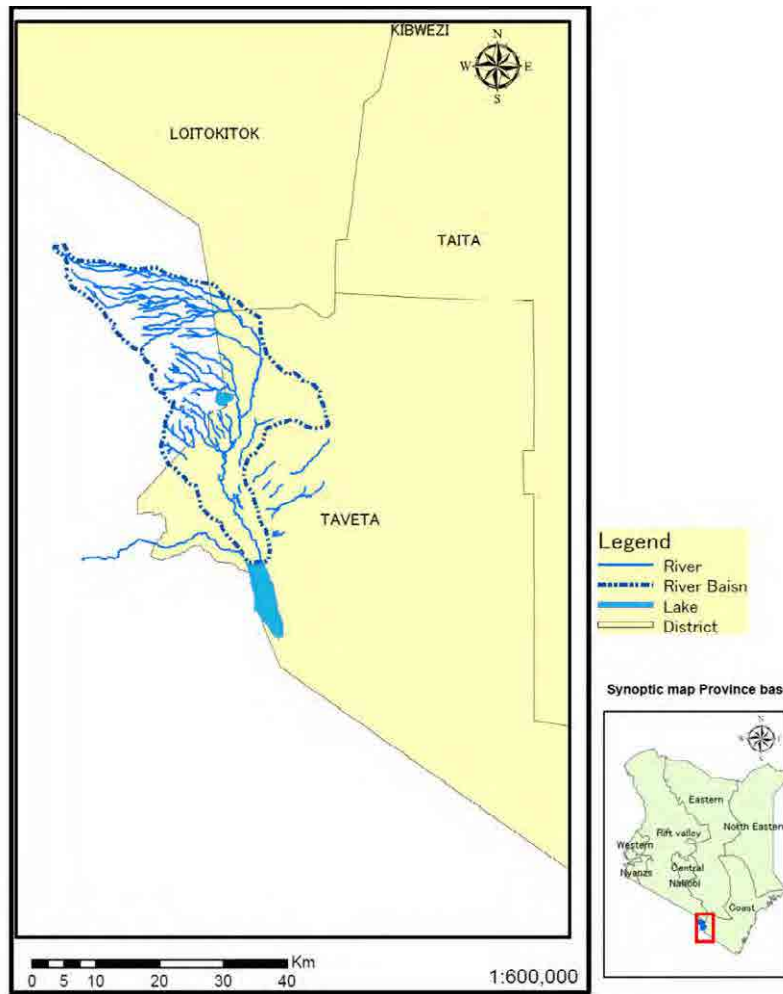 KIBWEZI
N
W E
S
LOITOKITOK
TAITA
TAVETA
Km
0 5 10 20 30 40
1:600,000
Legend
River
River Baisn
Lake
District
Synoptic map Province bas
N
Eastern
North Eastern
Rift valley
Western
Nyanza
Central
Nairobi
Coast